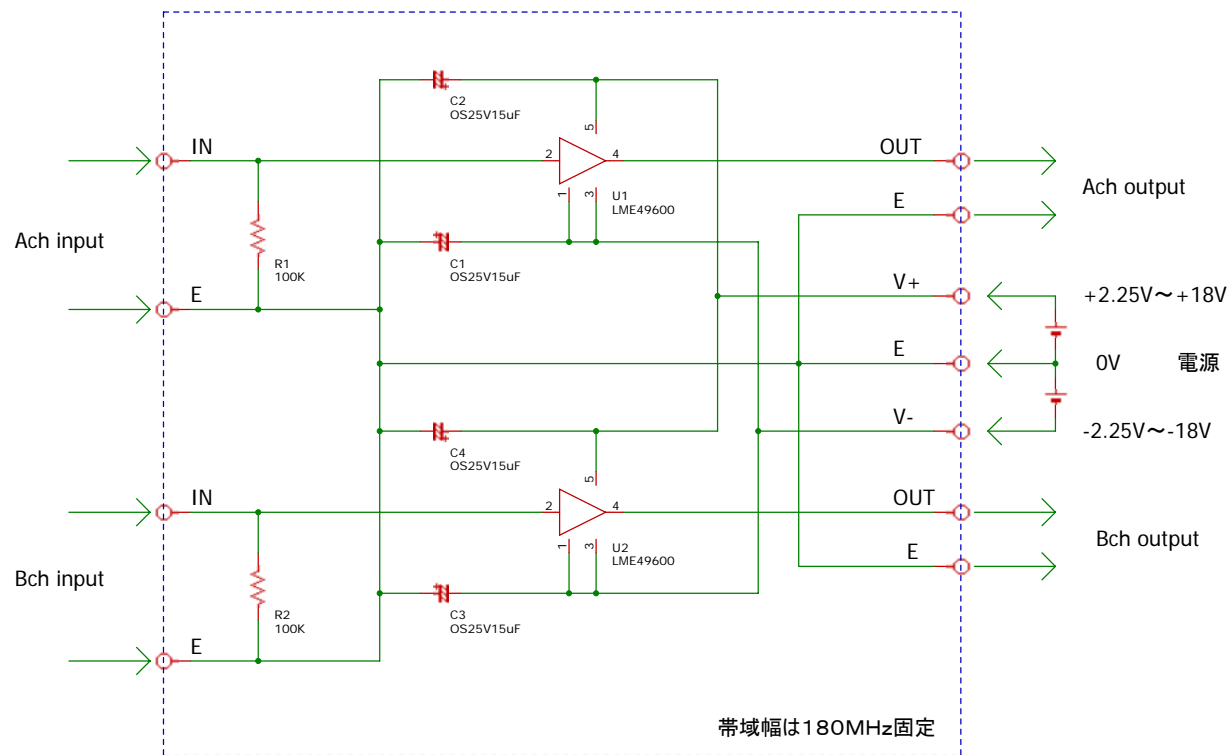 C2
OS25V15uF
IN
5
2
4
OUT
U1
LME49600
1
3
E
Ach output
Ach input
R1
100K
C1
OS25V15uF
E
V+
+2.25V～+18V
E
0V
電源
V-
-2.25V～-18V
C4
OS25V15uF
IN
5
2
4
OUT
Bch output
U2
LME49600
1
3
E
Bch input
R2
100K
C3
OS25V15uF
E
帯域幅は180MHz固定